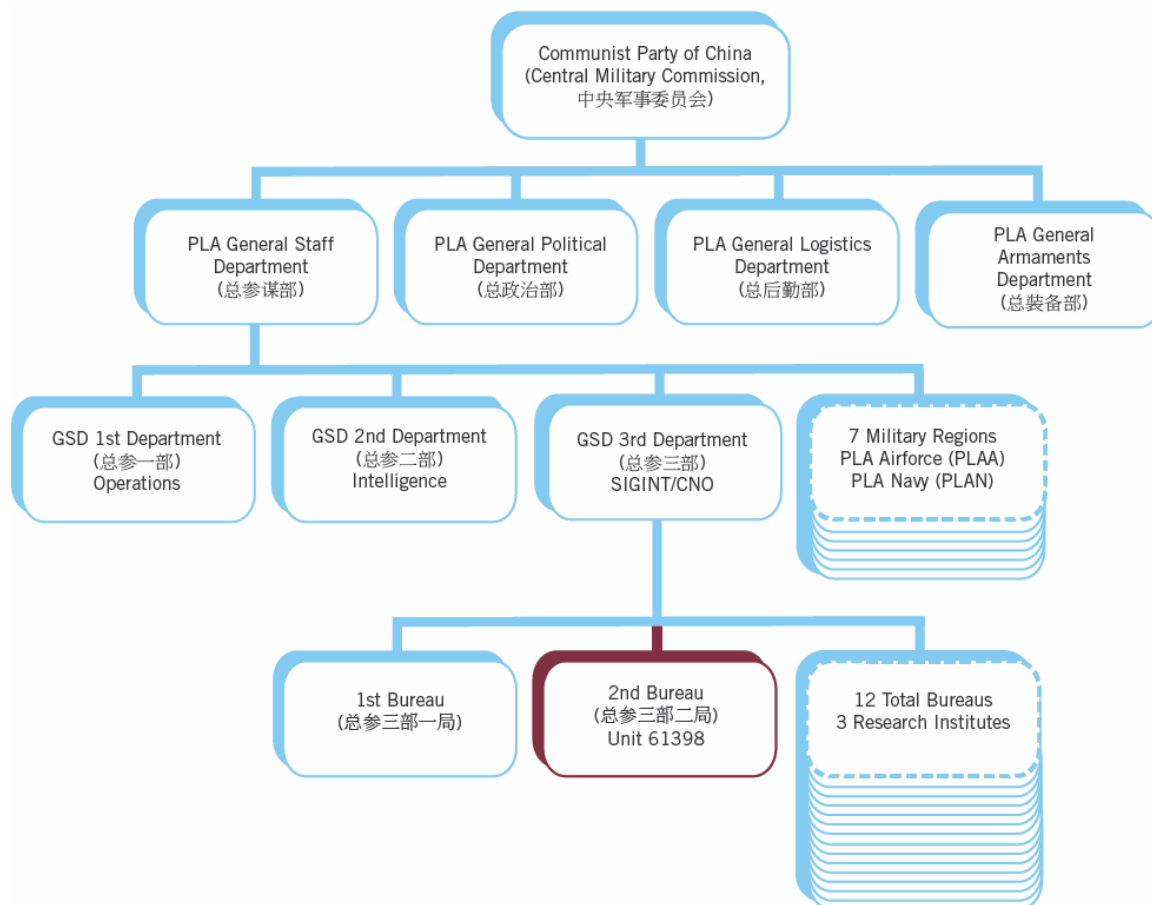 Communist Party of China
(Central Military Commission,
中央军事委员会)
PLA General Staff
Department
(总参谋部)
PLA General Political
Department
(总政治部)
PLA General Logistics
Department
(总后勤部)
PLA General
Armaments
Department
(总装备部)
GSD 1st Department
(总参一部)
Operations
GSD 2nd Department
(总参二部)
Intelligence
GSD 3rd Department
(总参三部)
SIGINT/CNO
7 Military Regions
PLA Airforce (PLAA)
PLA Navy (PLAN)
1st Bureau
(总参三部一局)
2nd Bureau
(总参三部二局)
Unit 61398
12 Total Bureaus
3 Research Institutes